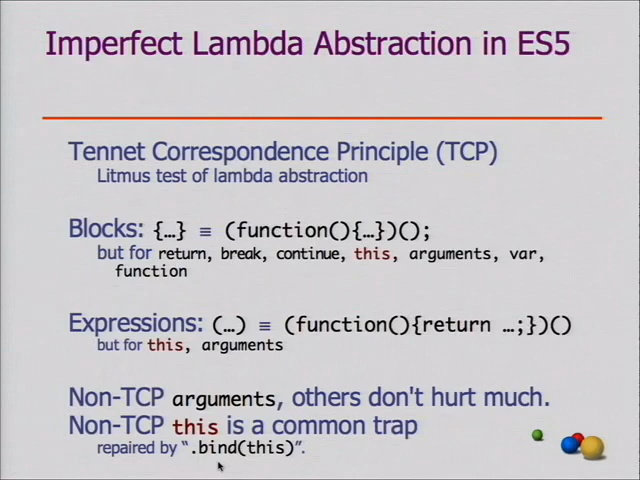 Imperfect Lambda Abstraction in ES5
Tennet Correspondence Principle (TCP)
Litmus test of lambda abstraction
Blocks: {…} ≡ (function(){…})();
but for return, break, continue, this, arguments, var,
function
Expressions: (…) ≡ (function(){return …;})()
but for this, arguments
Non-TCP arguments, others don't hurt much.
Non-TCP this is a common trap
repaired by “.bind(this)”.